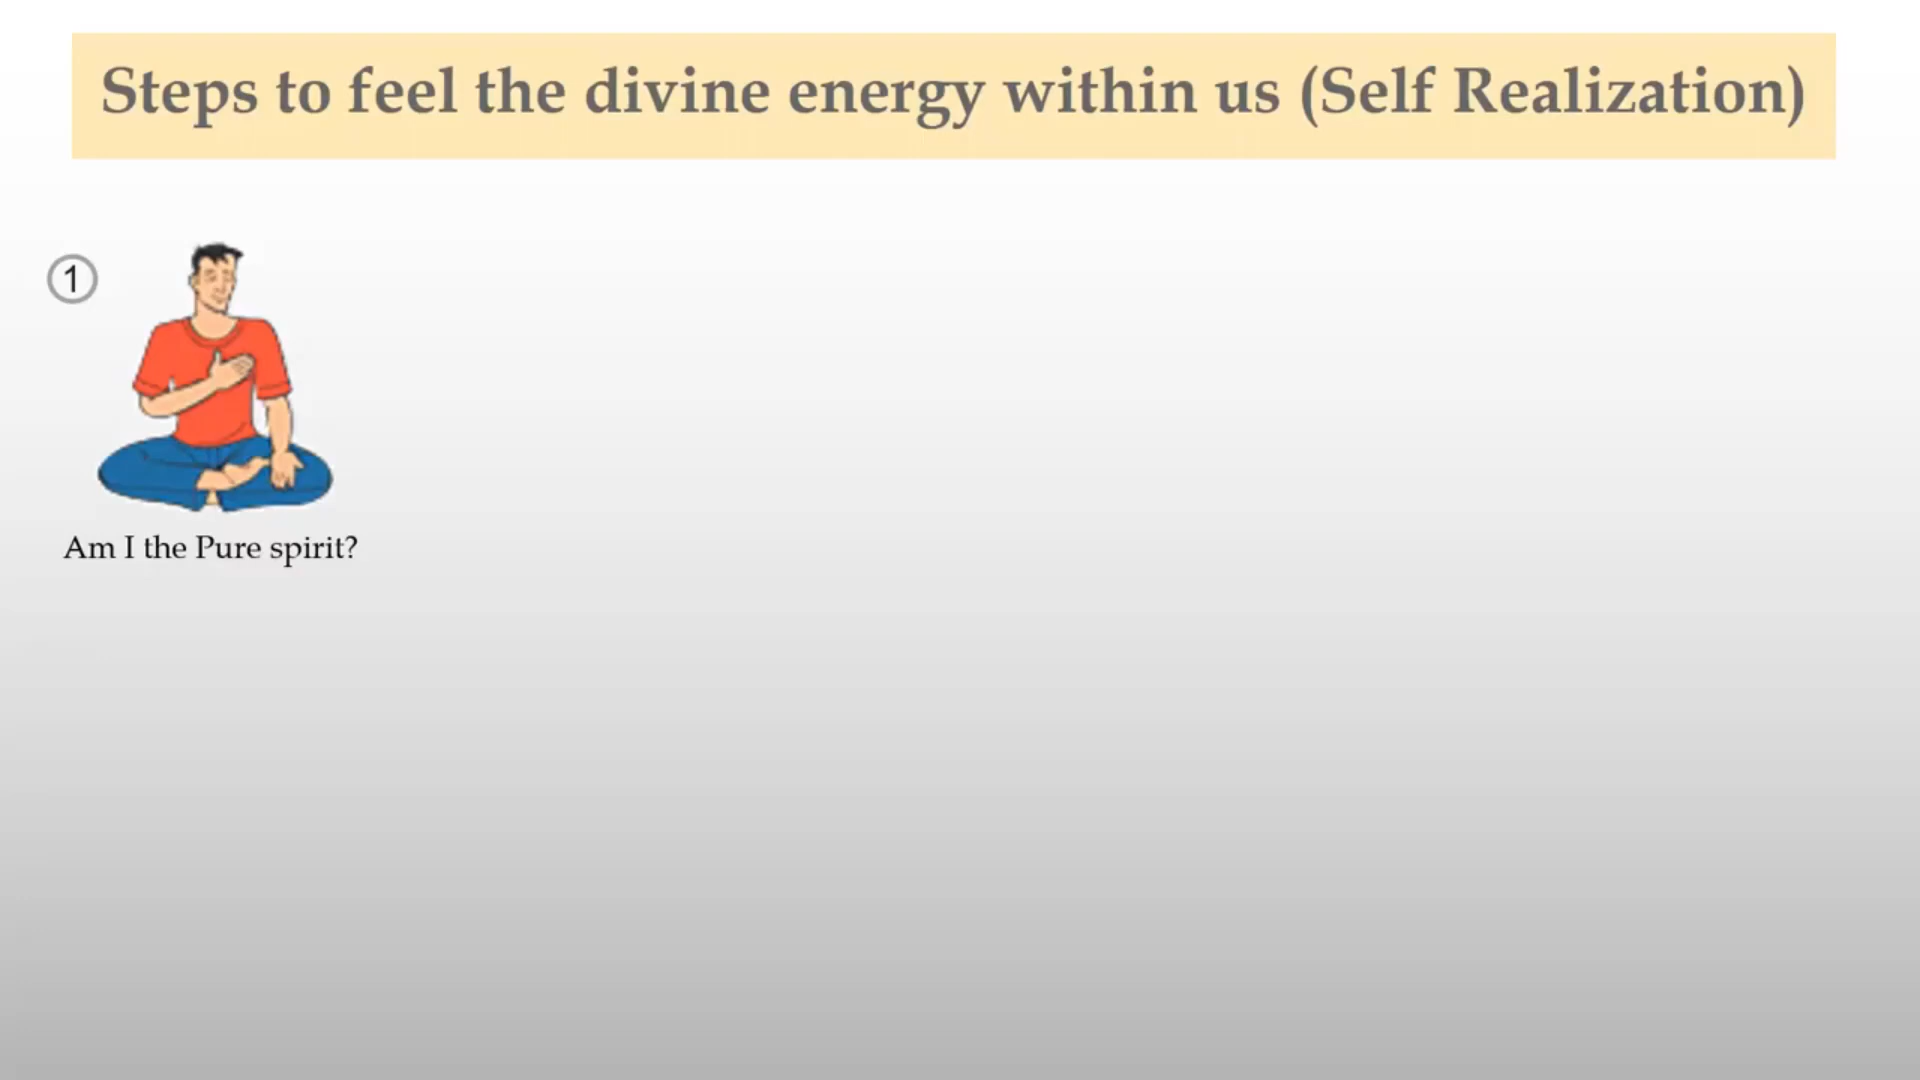 Steps to feel the divine energy within us (Self Realization)
1
Am I the Pure spirit?